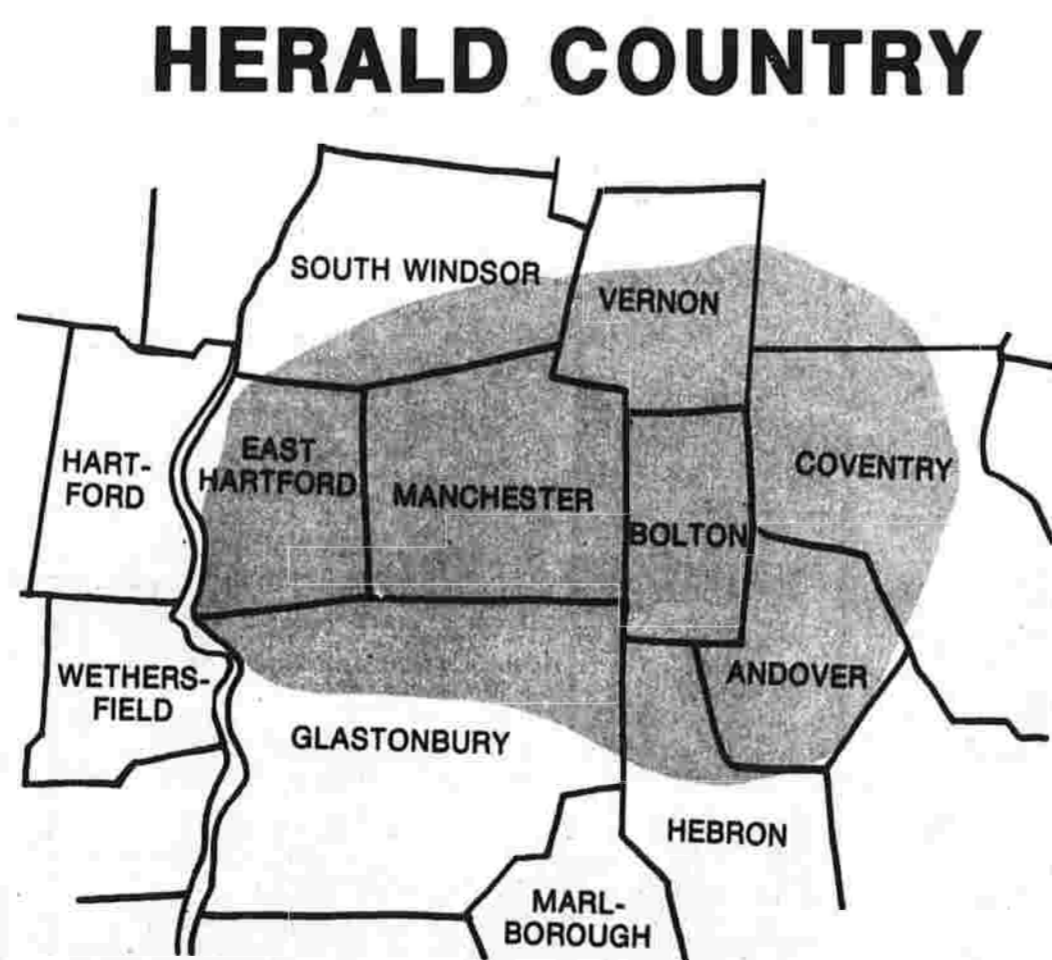 HERALD COUNTRY
SOUTH WINDSOR
VERNON
HART-
FORD
EAST
HARTFORD
MANCHESTER
BOLTON
COVENTRY
WETHERS-
FIELD
ANDOVER
GLASTONBURY
HEBRON
MARL-
BOROUGH